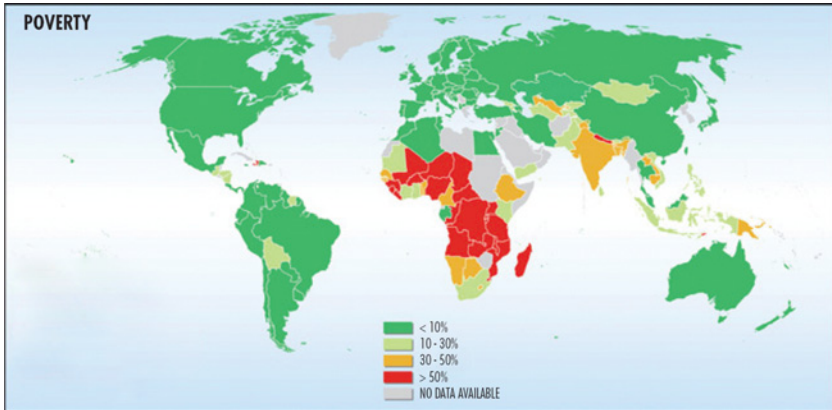 POVERTY
< 10%
10 - 30%
30 - 50%
> 50%
NO DATA AVAILABLE